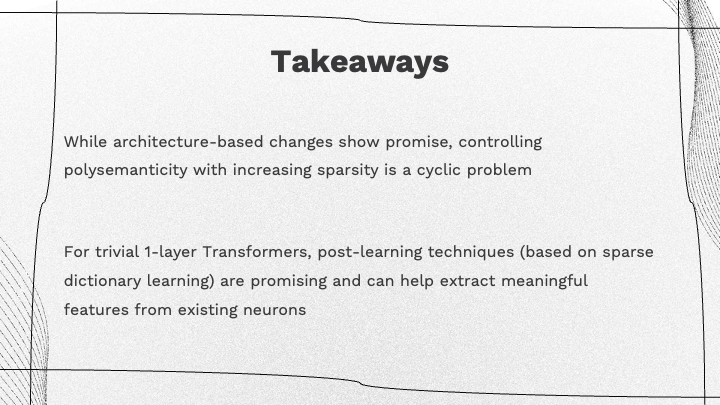 Takeaways
While architecture-based changes show promise, controlling
polysemanticity with increasing sparsity is a cyclic problem
For trivial 1-layer Transformers, post-learning techniques (based on sparse
dictionary learning) are promising and can help extract meaningful
features from existing neurons